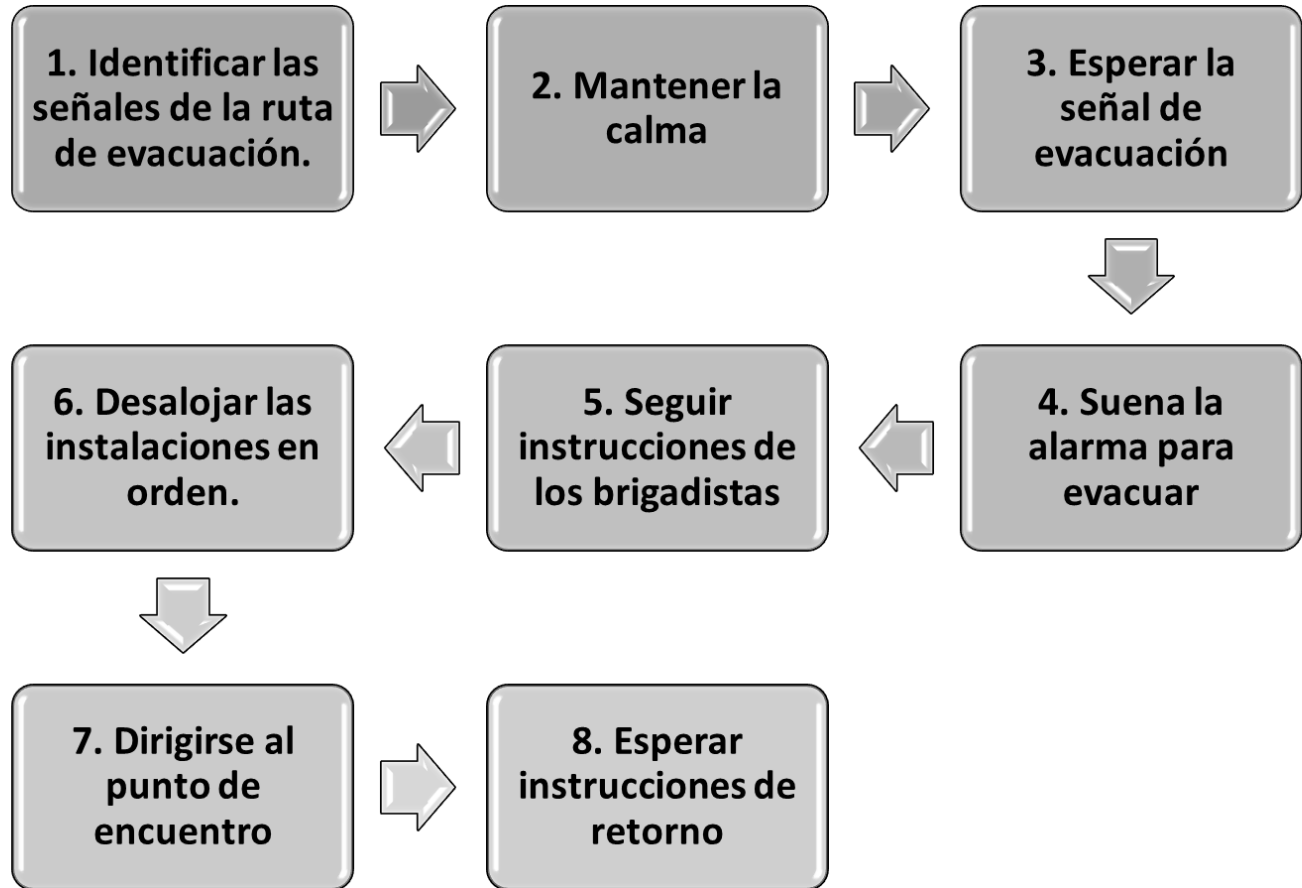 1. Identificar las
señales de la ruta
de evacuación.
2. Mantener la
calma
3. Esperar la
señal de
evacuación
4. Suena la
alarma para
evacuar
5. Seguir
instrucciones de
los brigadistas
6. Desalojar las
instalaciones en
orden.
7. Dirigirse al
punto de
encuentro
8. Esperar
instrucciones de
retorno